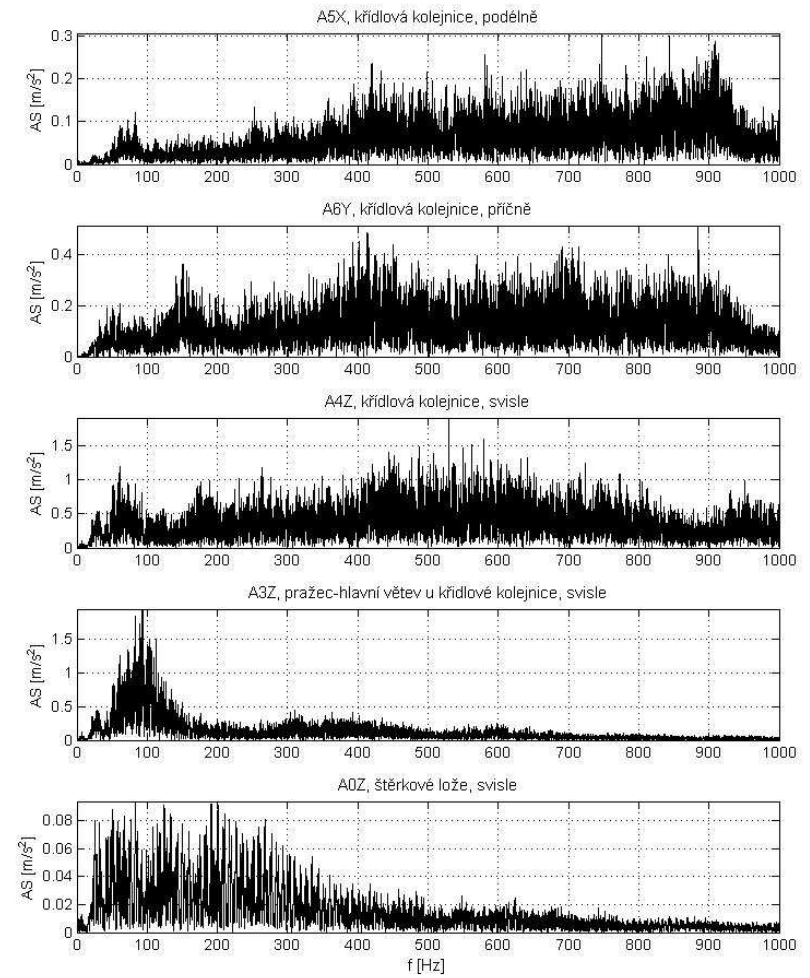 A5X, křídlová kolejnice, podélně
AS [m/s²]
0.3
0.2
0.1
0
0 100 200 300 400 500 600 700 800 900 1000
A6Y, křídlová kolejnice, příčně
AS [m/s²]
0.4
0.2
0
0 100 200 300 400 500 600 700 800 900 1000
A4Z, křídlová kolejnice, svisle
AS [m/s²]
1.5
1
0.5
0
0 100 200 300 400 500 600 700 800 900 1000
A3Z, pražec-hlavní větev u křídlové kolejnice, svisle
AS [m/s²]
1.5
1
0.5
0
0 100 200 300 400 500 600 700 800 900 1000
A0Z, štěrkové lože, svisle
AS [m/s²]
0.08
0.06
0.04
0.02
0
0 100 200 300 400 500 600 700 800 900 1000
f [Hz]